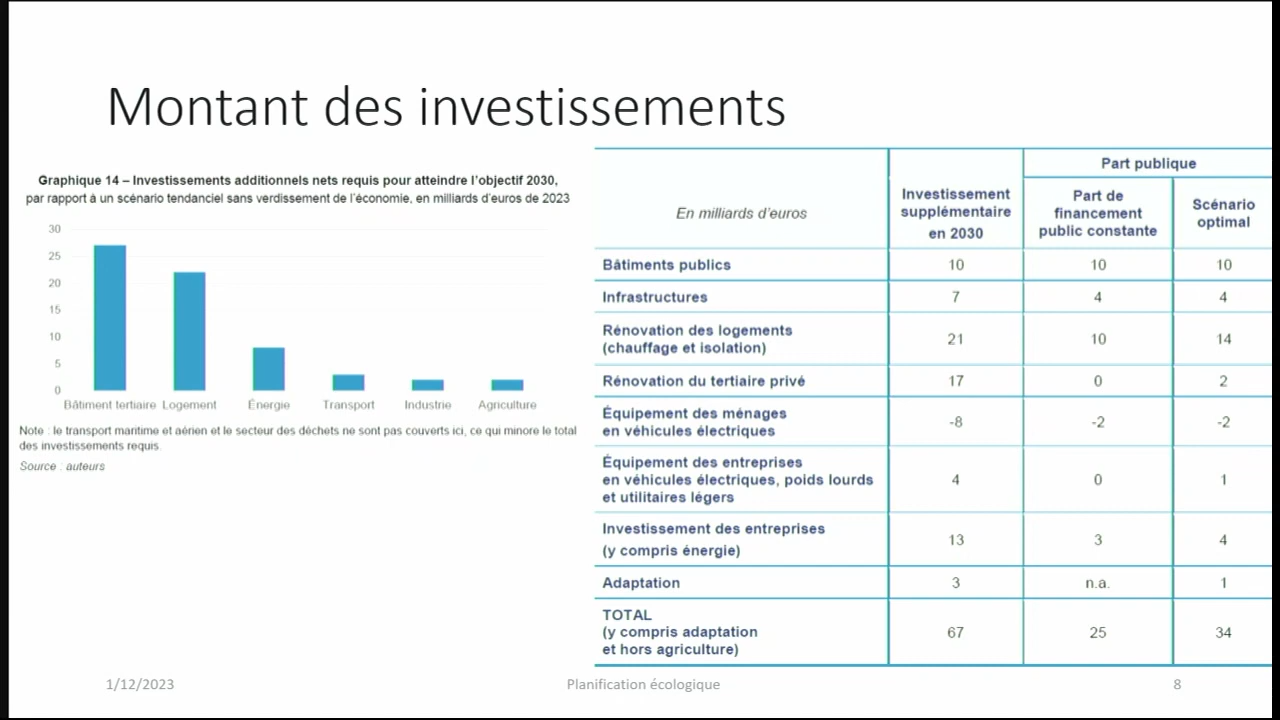 Montant des investissements
Graphique 14 – Investissements additionnels nets requis pour atteindre l'objectif 2030,
par rapport à un scénario tendanciel sans verdissement de l'économie, en milliards d'euros de 2023
30
25
20
15
10
5
0
Bâtiment tertiaire Logement Énergie Transport Industrie Agriculture
Note : le transport maritime et aérien et le secteur des déchets ne sont pas couverts ici, ce qui minore le total
des investissements requis.
Source : auteurs
Part publique
En milliards d'euros
Investissement
supplémentaire
en 2030
Part de
financement
public constante
Scénario
optimal
Bâtiments publics 10 10 10
Infrastructures 7 4 4
Rénovation des logements
(chauffage et isolation) 21 10 14
Rénovation du tertiaire privé 17 0 2
Équipement des ménages
en véhicules électriques -8 -2 -2
Équipement des entreprises
en véhicules électriques, poids lourds 4 0 1
et utilitaires légers
Investissement des entreprises
(y compris énergie) 13 3 4
Adaptation 3 n.a. 1
TOTAL
(y compris adaptation 67 25 34
et hors agriculture)
1/12/2023 Planification écologique 8